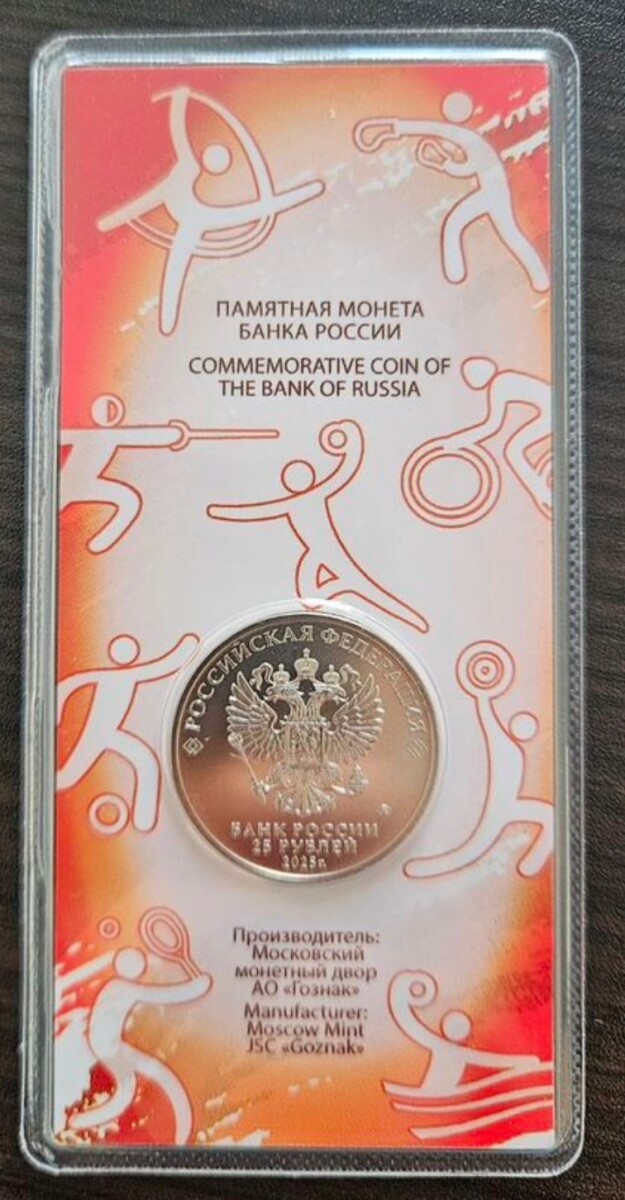 ПАМЯТНАЯ МОНЕТА
БАНКА РОССИИ
COMMEMORATIVE COIN OF
THE BANK OF RUSSIA
РОССИЙСКАЯ ФЕДЕРАЦИЯ
БАНК РОССИИ
25 РУБЛЕЙ
2025г.
Производитель:
Московский
монетный двор
АО «Гознак»
Manufacturer:
Moscow Mint
JSC «Goznak»